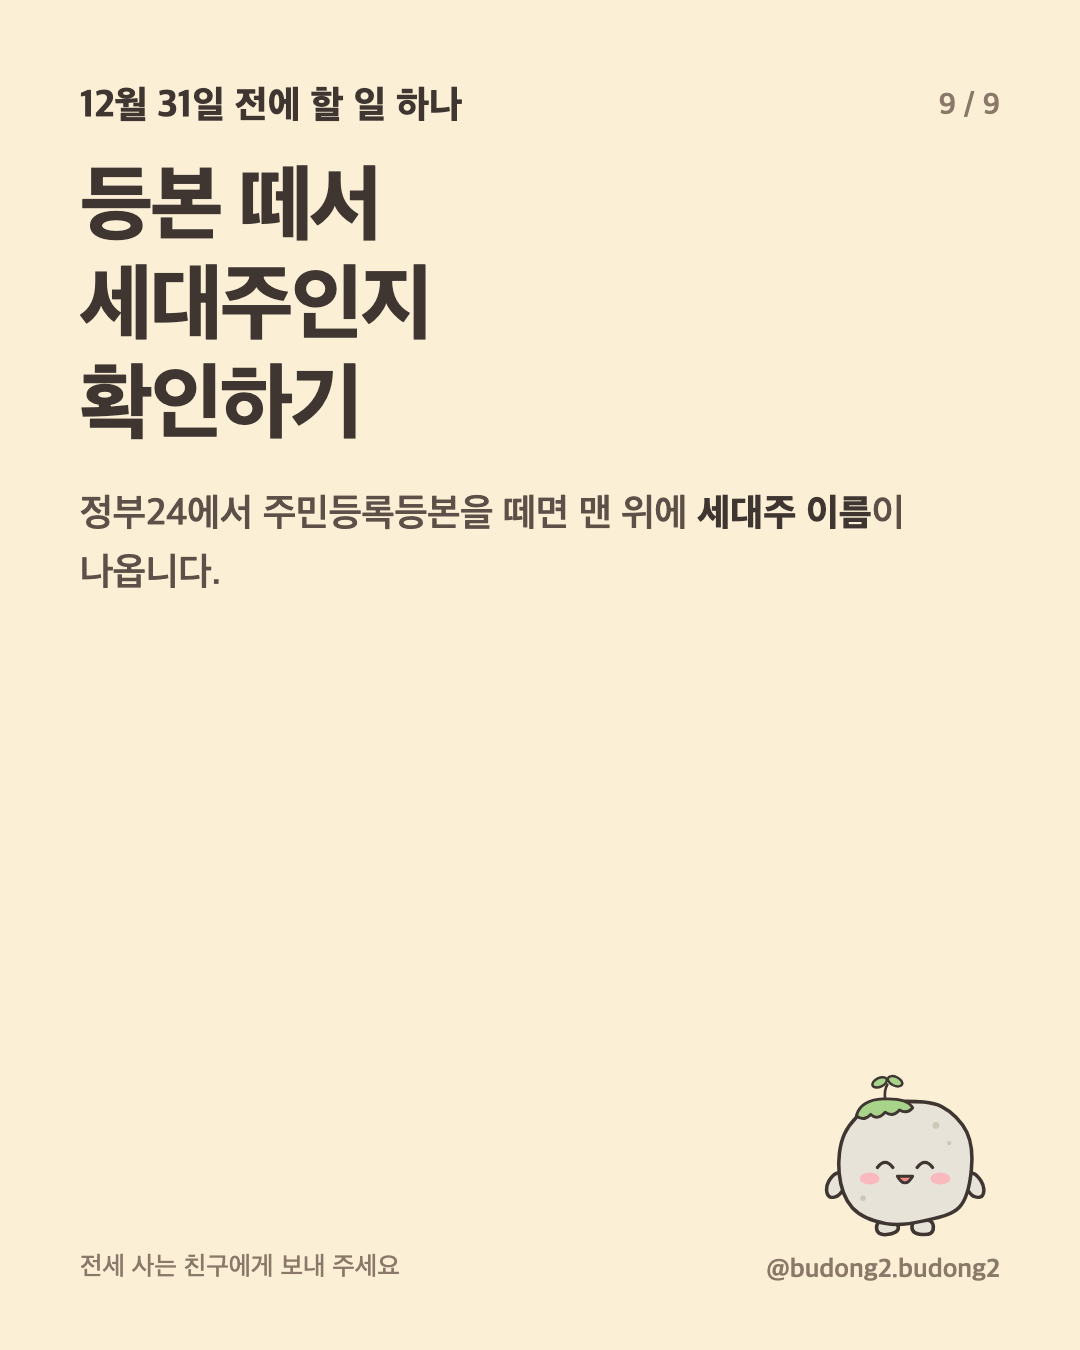 12월 31일 전에 할 일 하나
9 / 9
등본 떼서
세대주인지
확인하기
정부24에서 주민등록등본을 떼면 맨 위에 세대주 이름이
나옵니다.
전세 사는 친구에게 보내 주세요
@budong2.budong2